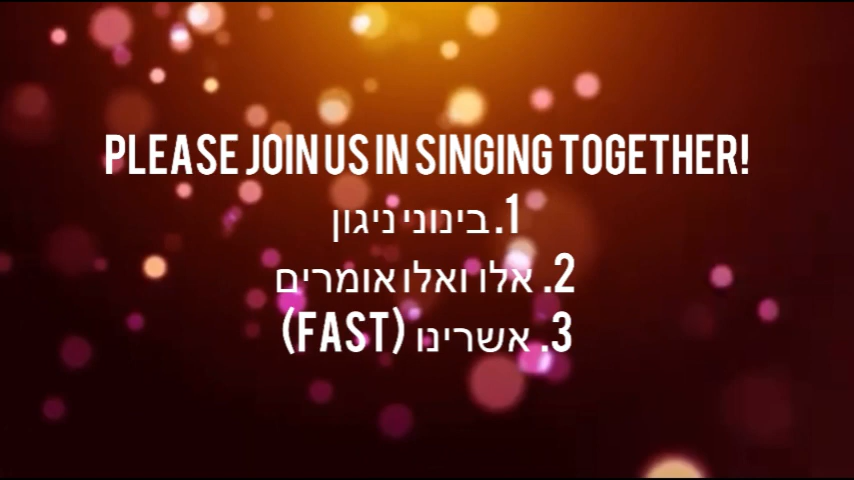 PLEASE JOIN US IN SINGING TOGETHER!
1. בינוני ניגון
2. אלו ואלו אומרים
3. אשרינו (FAST)